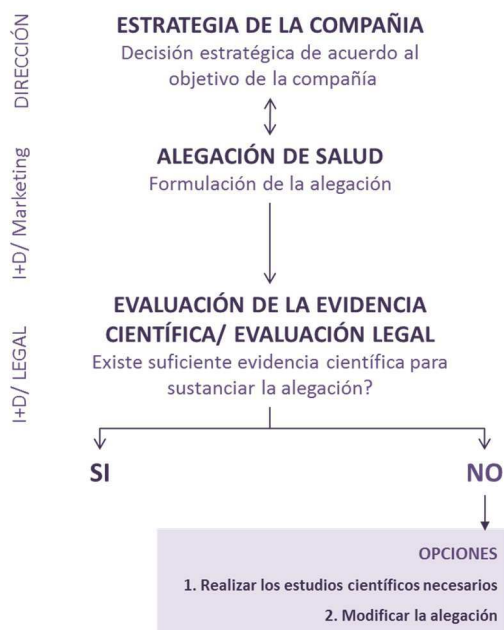 DIRECCIÓN
ESTRATEGIA DE LA COMPAÑIA
Decisión estratégica de acuerdo al
objetivo de la compañía
I+D/ Marketing
ALEGACIÓN DE SALUD
Formulación de la alegación
I+D/ LEGAL
EVALUACIÓN DE LA EVIDENCIA
CIENTÍFICA/ EVALUACIÓN LEGAL
Existe suficiente evidencia científica para
sustanciar la alegación?
SI
NO
OPCIONES
1. Realizar los estudios científicos necesarios
2. Modificar la alegación